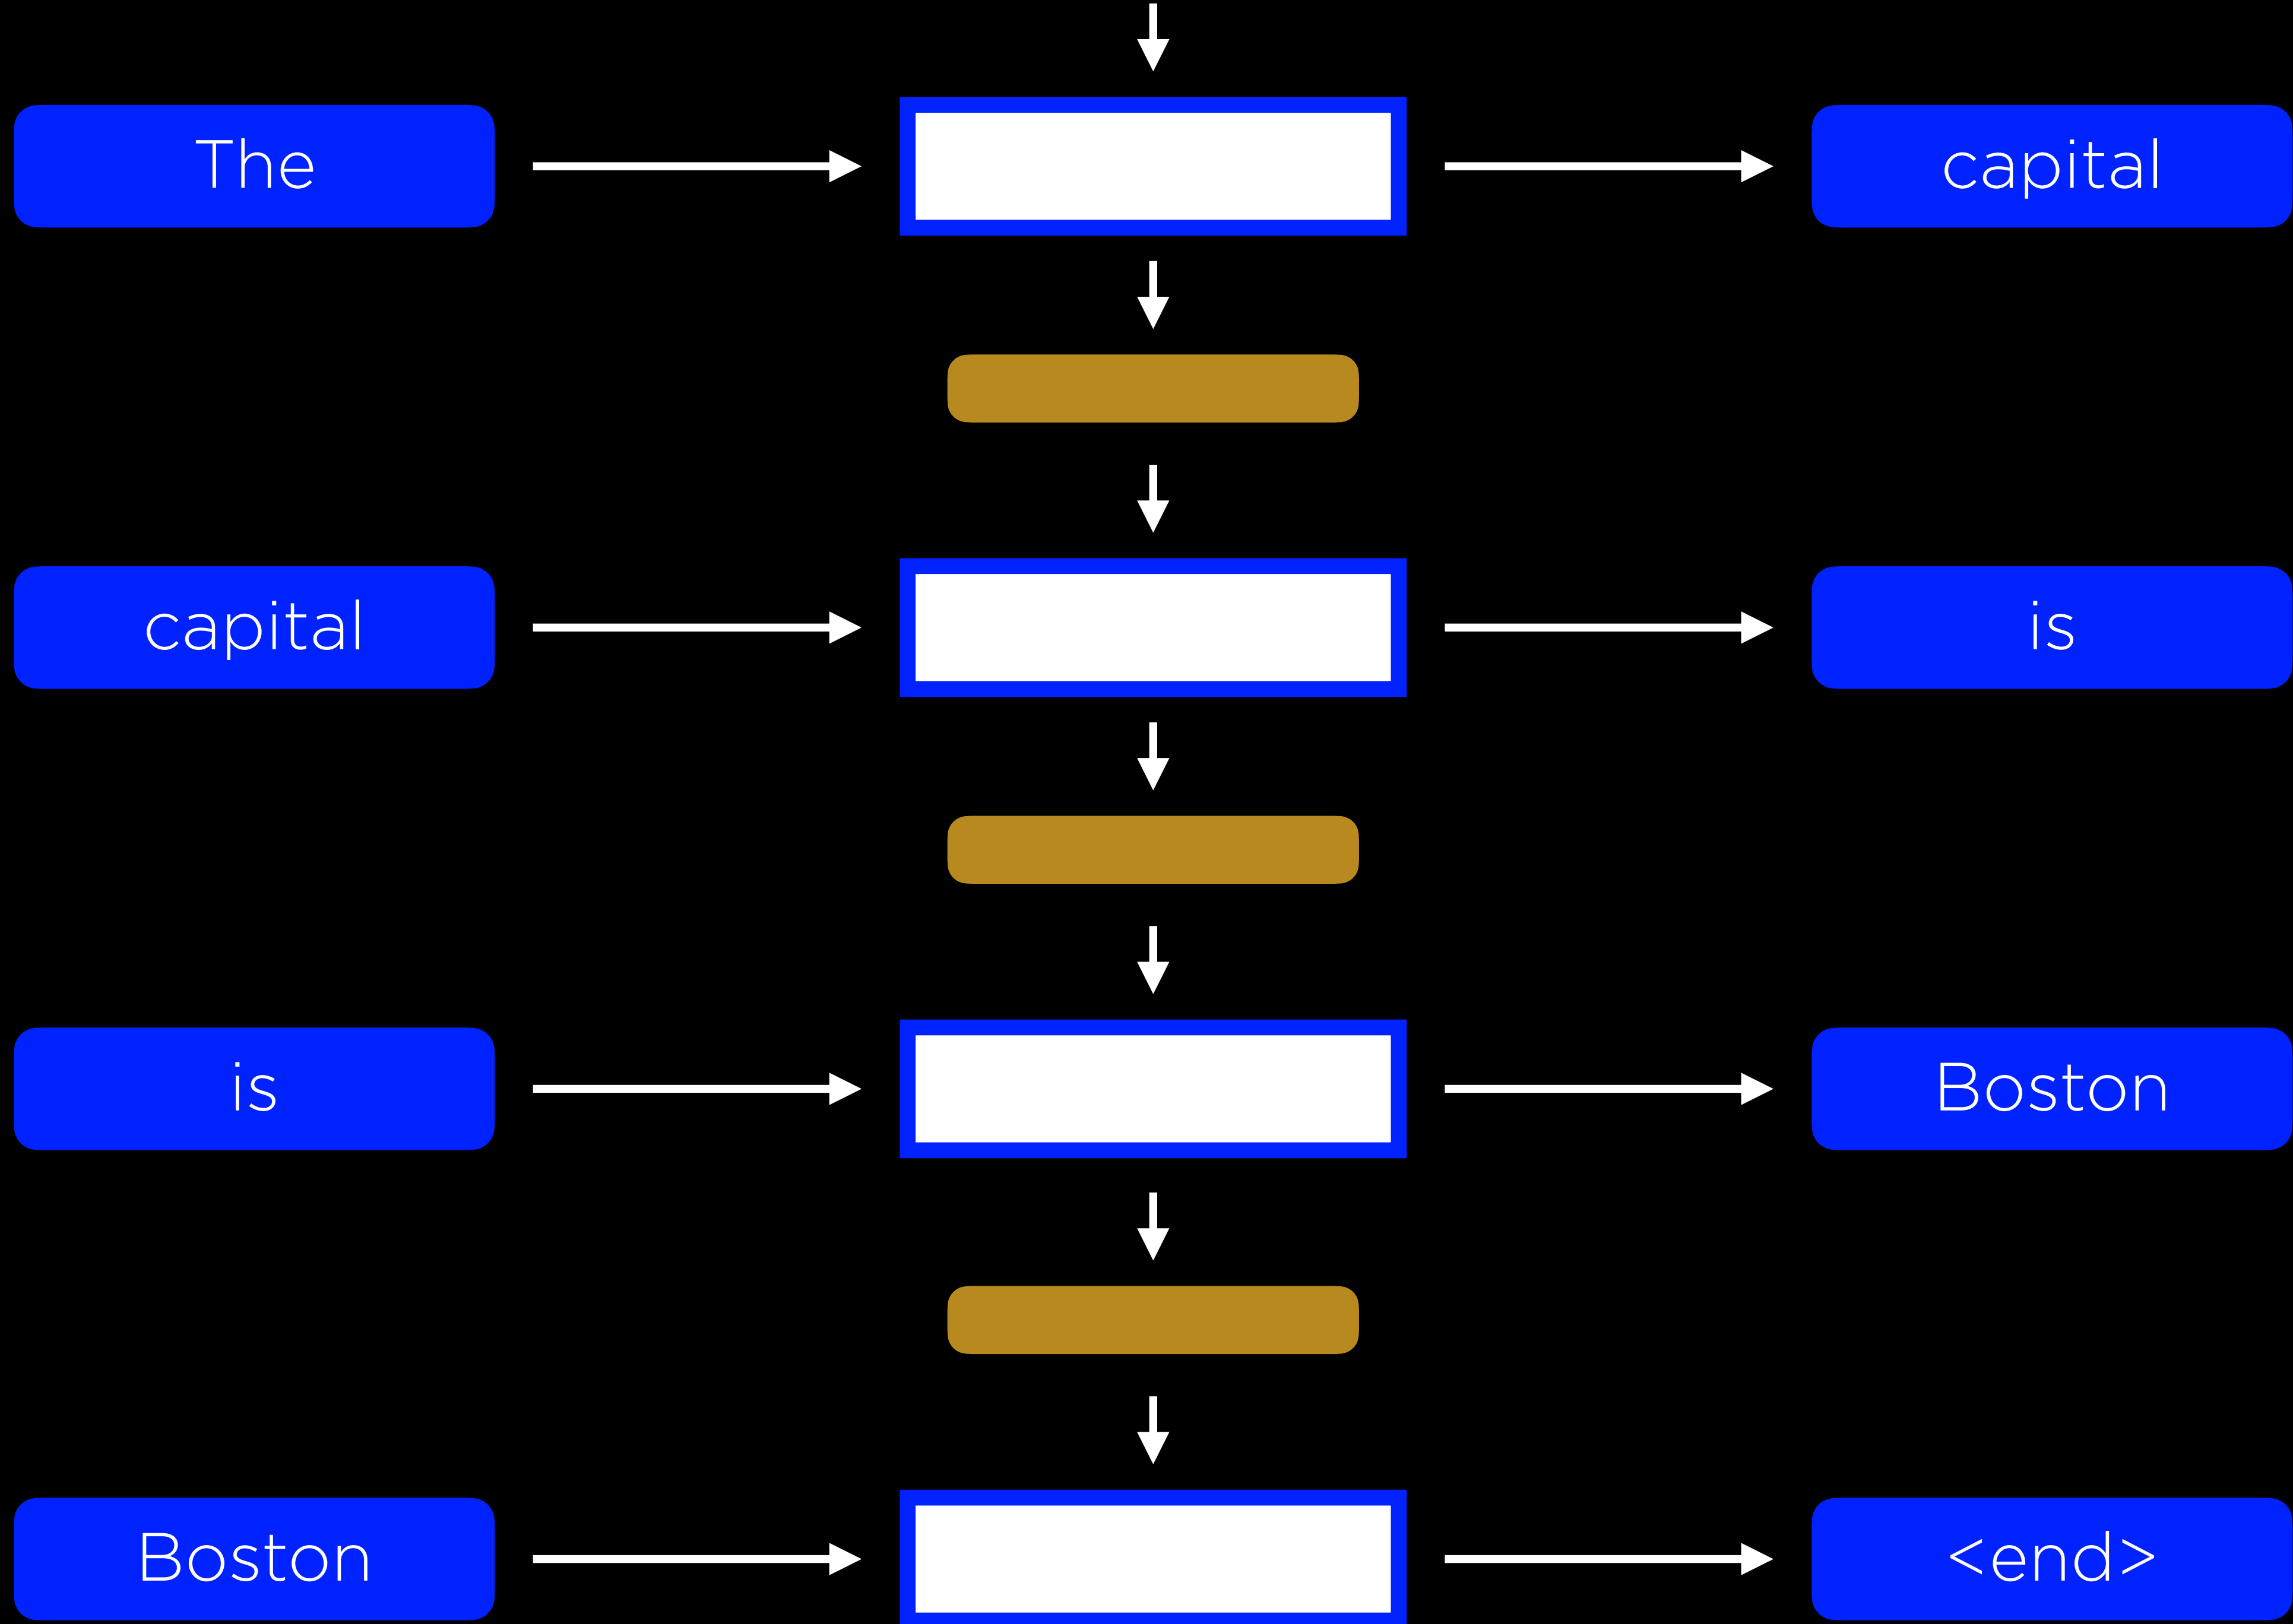 The
capital
capital
is
is
Boston
Boston
<end>